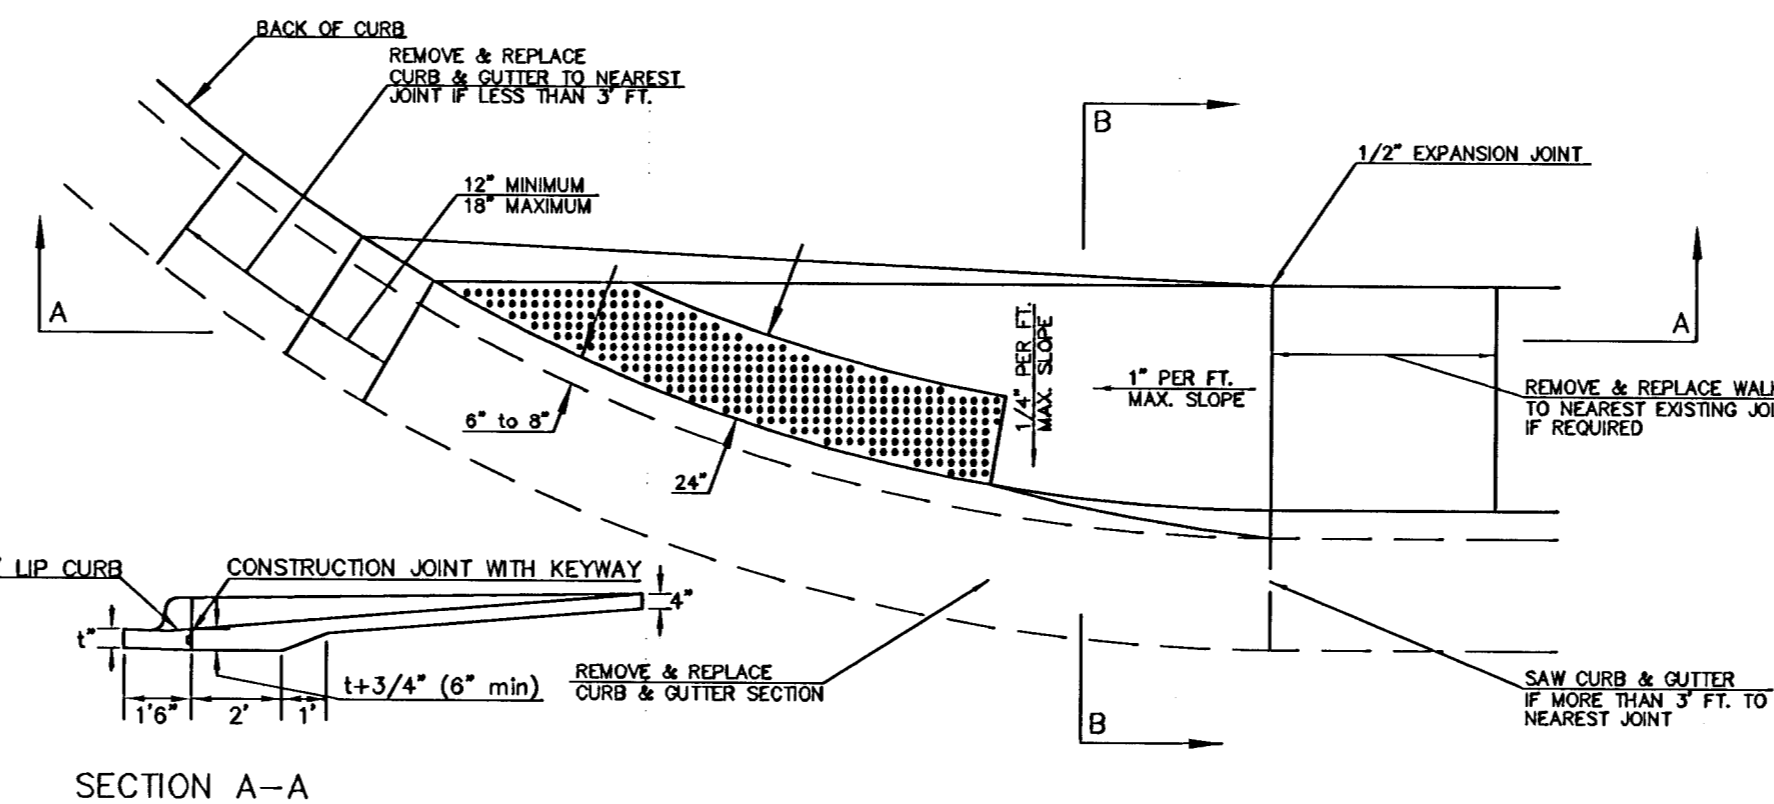 BACK OF CURB
REMOVE & REPLACE
CURB & GUTTER TO NEAREST
JOINT IF LESS THAN 3' FT.
12" MINIMUM
18" MAXIMUM
B
1/2" EXPANSION JOINT
A
A
1/4" PER FT.
MAX. SLOPE
1" PER FT.
MAX. SLOPE
REMOVE & REPLACE
TO NEAREST EXISTING
IF REQUIRED
6" to 8"
24"
LIP CURB
CONSTRUCTION JOINT WITH KEYWAY
4"
t"
t+3/4" (6" min)
1'6"
2'
1'
REMOVE & REPLACE
CURB & GUTTER SECTION
SAW CURB & GUTTER
IF MORE THAN 3' FT. TO
NEAREST JOINT
B
SECTION A-A